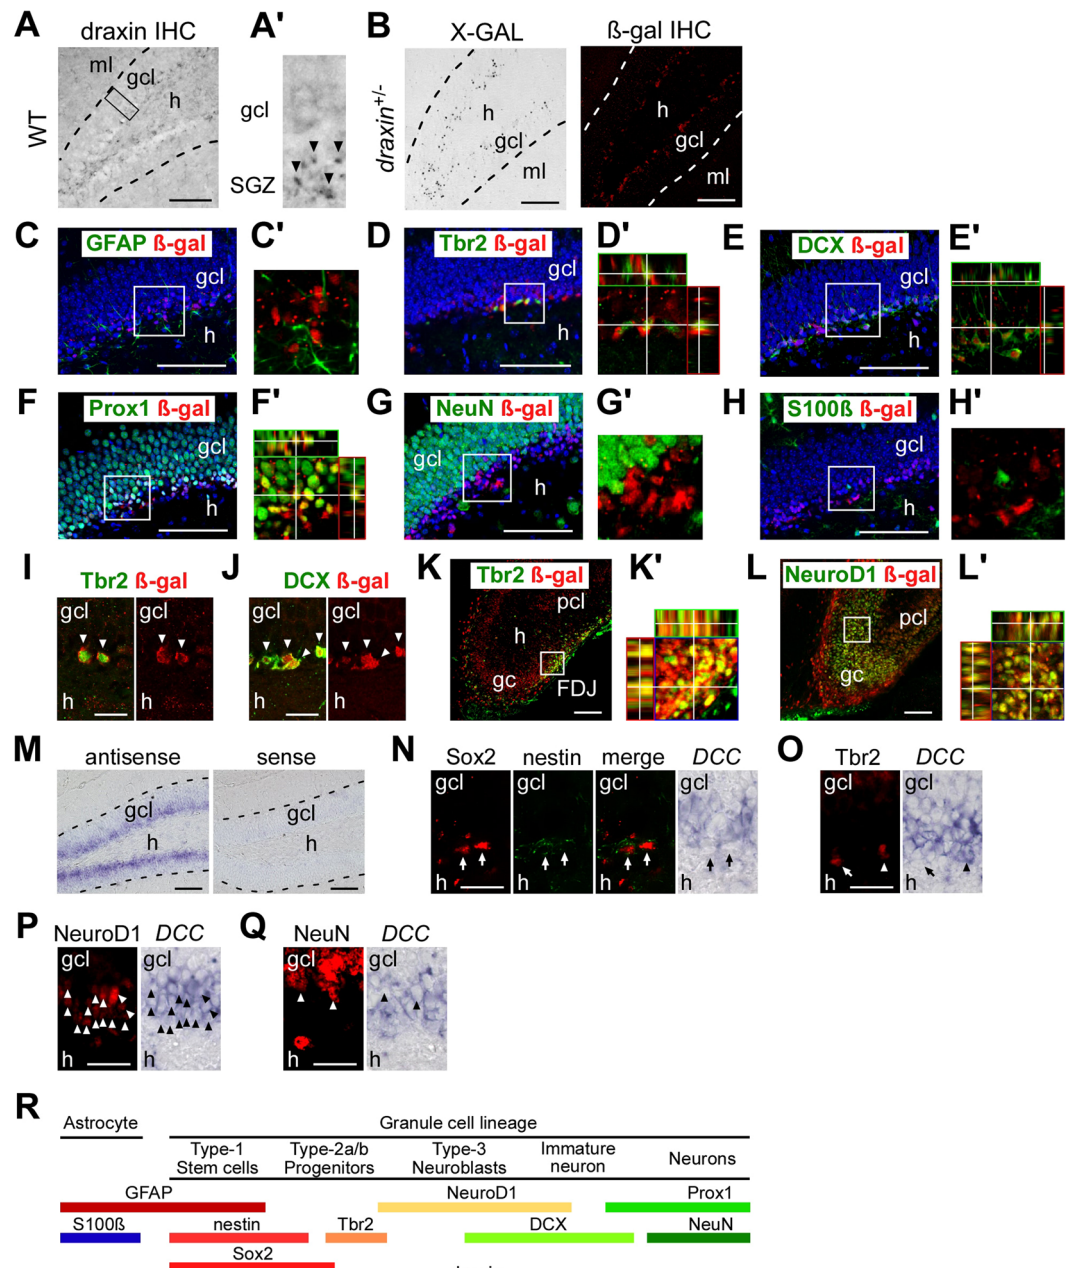 A
draxin IHC
WT
ml
gcl
h
A'
gcl
SGZ
B
X-GAL
ß-gal IHC
draxin+/-
h
gcl
ml
h
gcl
ml
C
GFAP ß-gal
gcl
h
C'
D
Tbr2 ß-gal
gcl
h
D'
E
DCX ß-gal
gcl
h
E'
F
Prox1 ß-gal
gcl
h
F'
G
NeuN ß-gal
gcl
h
G'
H
S100ß ß-gal
gcl
h
H'
I
Tbr2 ß-gal
gcl
h
gcl
h
J
DCX ß-gal
gcl
h
gcl
h
K
Tbr2 ß-gal
pcl
h
gc
FDJ
K'
L
NeuroD1 ß-gal
pcl
gc
L'
M
antisense
sense
gcl
h
gcl
h
N
Sox2
nestin
merge
DCC
gcl
h
gcl
h
gcl
h
gcl
h
O
Tbr2
DCC
gcl
h
gcl
h
P
NeuroD1
DCC
gcl
h
gcl
h
Q
NeuN
DCC
gcl
h
gcl
h
R
Astrocyte
Granule cell lineage
Type-1 Stem cells
Type-2a/b Progenitors
Type-3 Neuroblasts
Immature neuron
Neurons
GFAP
NeuroD1
Prox1
S100ß
nestin
Tbr2
DCX
NeuN
Sox2